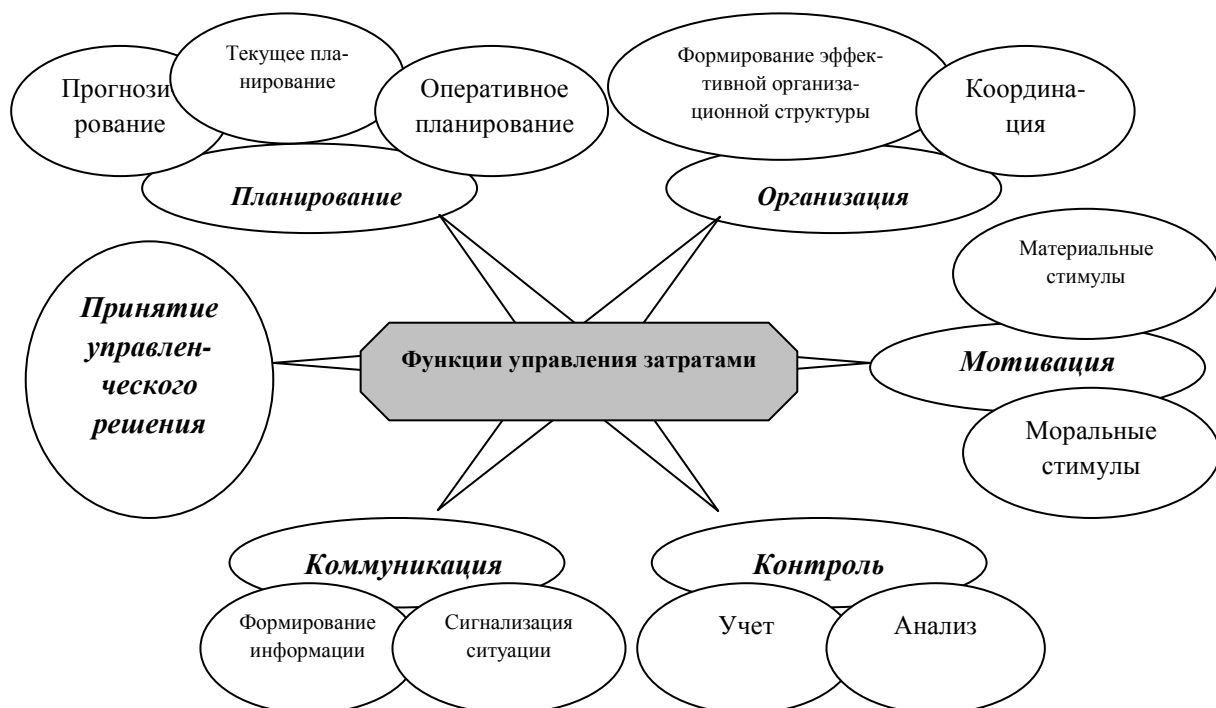 Прогнози-
рование
Текущее пла-
нирование
Оперативное
планирование
Планирование
Формирование эффек-
тивной организа-
ционной структуры
Координа-
ция
Организация
Принятие
управлен-
ческого
решения
Функции управления затратами
Материальные
стимулы
Мотивация
Моральные
стимулы
Коммуникация
Формирование
информации
Сигнализация
ситуации
Контроль
Учет
Анализ